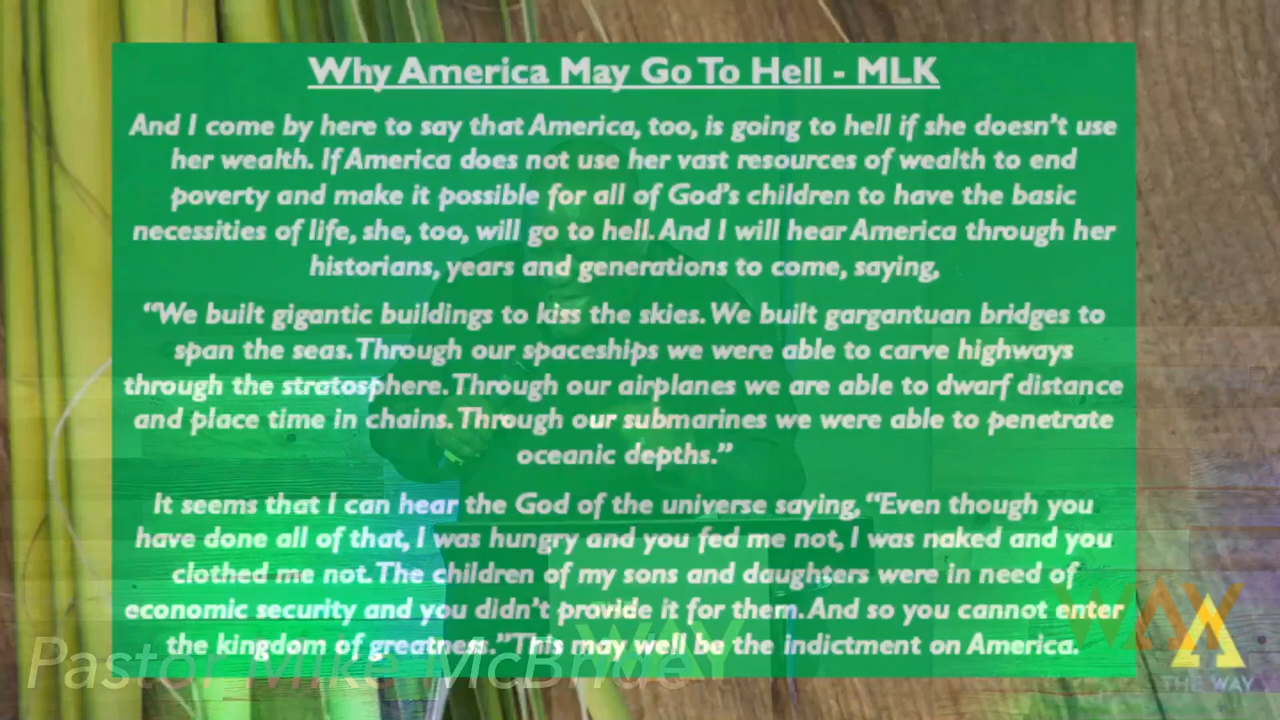 Why America May Go To Hell - MLK
And I come by here to say that America, too, is going to hell if she doesn't use
her wealth. If America does not use her vast resources of wealth to end
poverty and make it possible for all of God's children to have the basic
necessities of life, she, too, will go to hell. And I will hear America through her
historians, years and generations to come, saying,
"We built gigantic buildings to kiss the skies. We built gargantuan bridges to
span the seas. Through our spaceships we were able to carve highways
through the stratosphere. Through our airplanes we are able to dwarf distance
and place time in chains. Through our submarines we were able to penetrate
oceanic depths."
It seems that I can hear the God of the universe saying, "Even though you
have done all of that, I was hungry and you fed me not, I was naked and you
clothed me not. The children of my sons and daughters were in need of
economic security and you didn't provide it for them. And so you cannot enter
the kingdom of greatness." This may well be the indictment on America.
Pastor Mike McBride
WAY
WAY
THE WAY